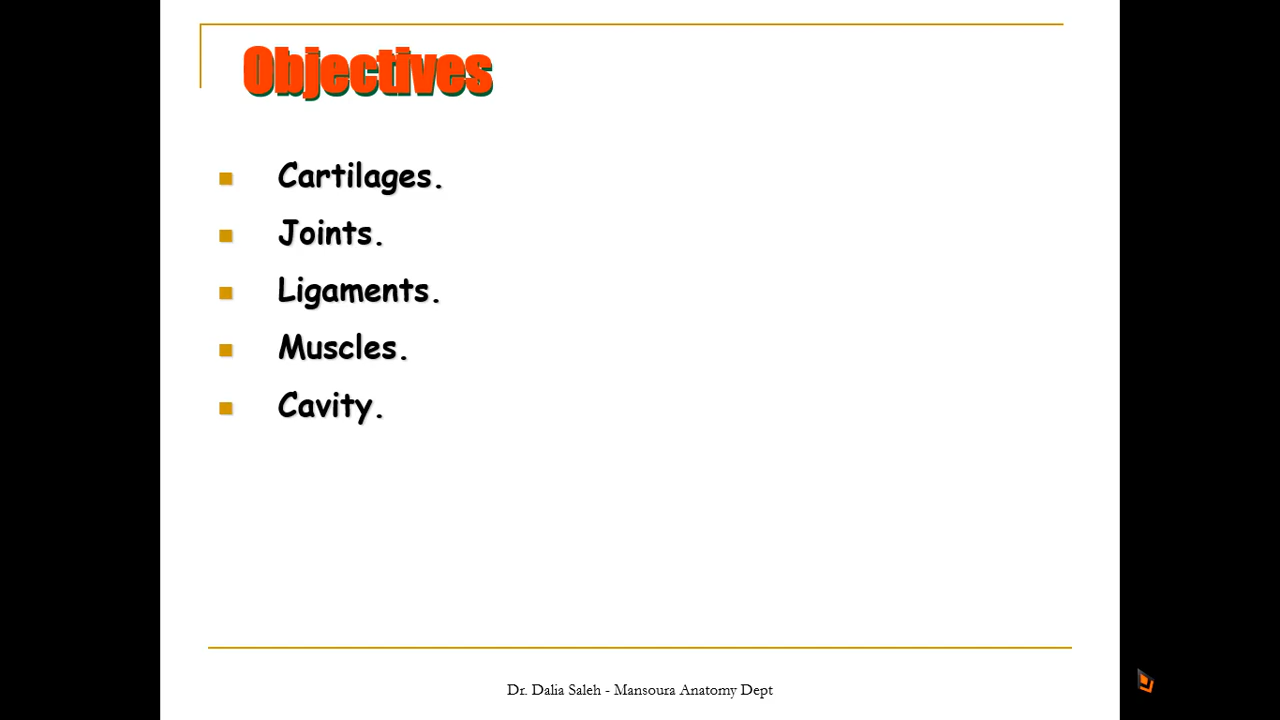 Objectives
Cartilages.
Joints.
Ligaments.
Muscles.
Cavity.
Dr. Dalia Saleh - Mansoura Anatomy Dept